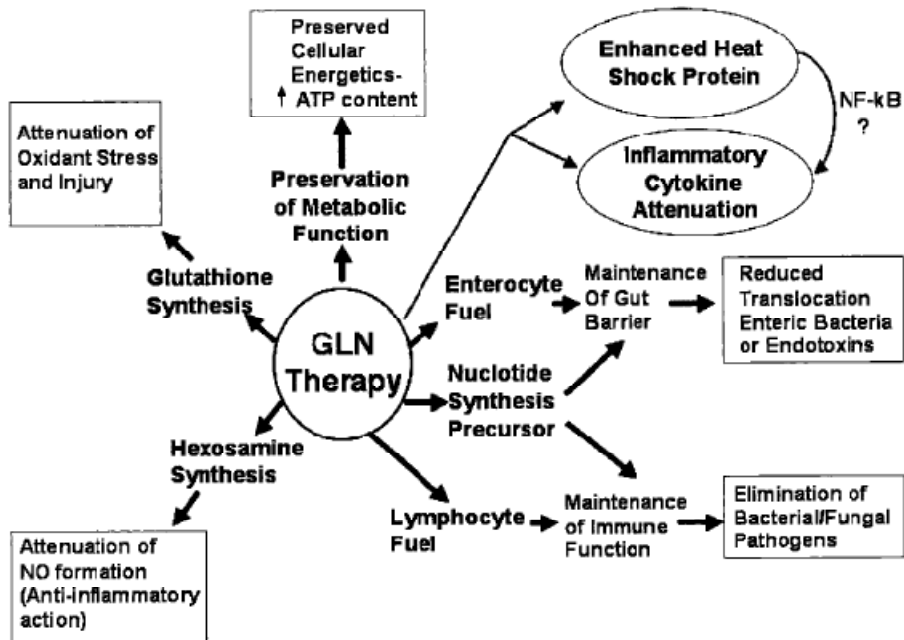 Preserved
Cellular
Energetics-
↑ ATP content
Enhanced Heat
Shock Protein
NF-kB
?
Inflammatory
Cytokine
Attenuation
Attenuation of
Oxidant Stress
and Injury
Preservation
of Metabolic
Function
Glutathione
Synthesis
Enterocyte
Fuel
Maintenance
Of Gut
Barrier
Reduced
Translocation
Enteric Bacteria
or Endotoxins
GLN
Therapy
Nuclotide
Synthesis
Precursor
Hexosamine
Synthesis
Lymphocyte
Fuel
Maintenance
of Immune
Function
Elimination of
Bacterial/Fungal
Pathogens
Attenuation of
NO formation
(Anti-inflammatory
action)